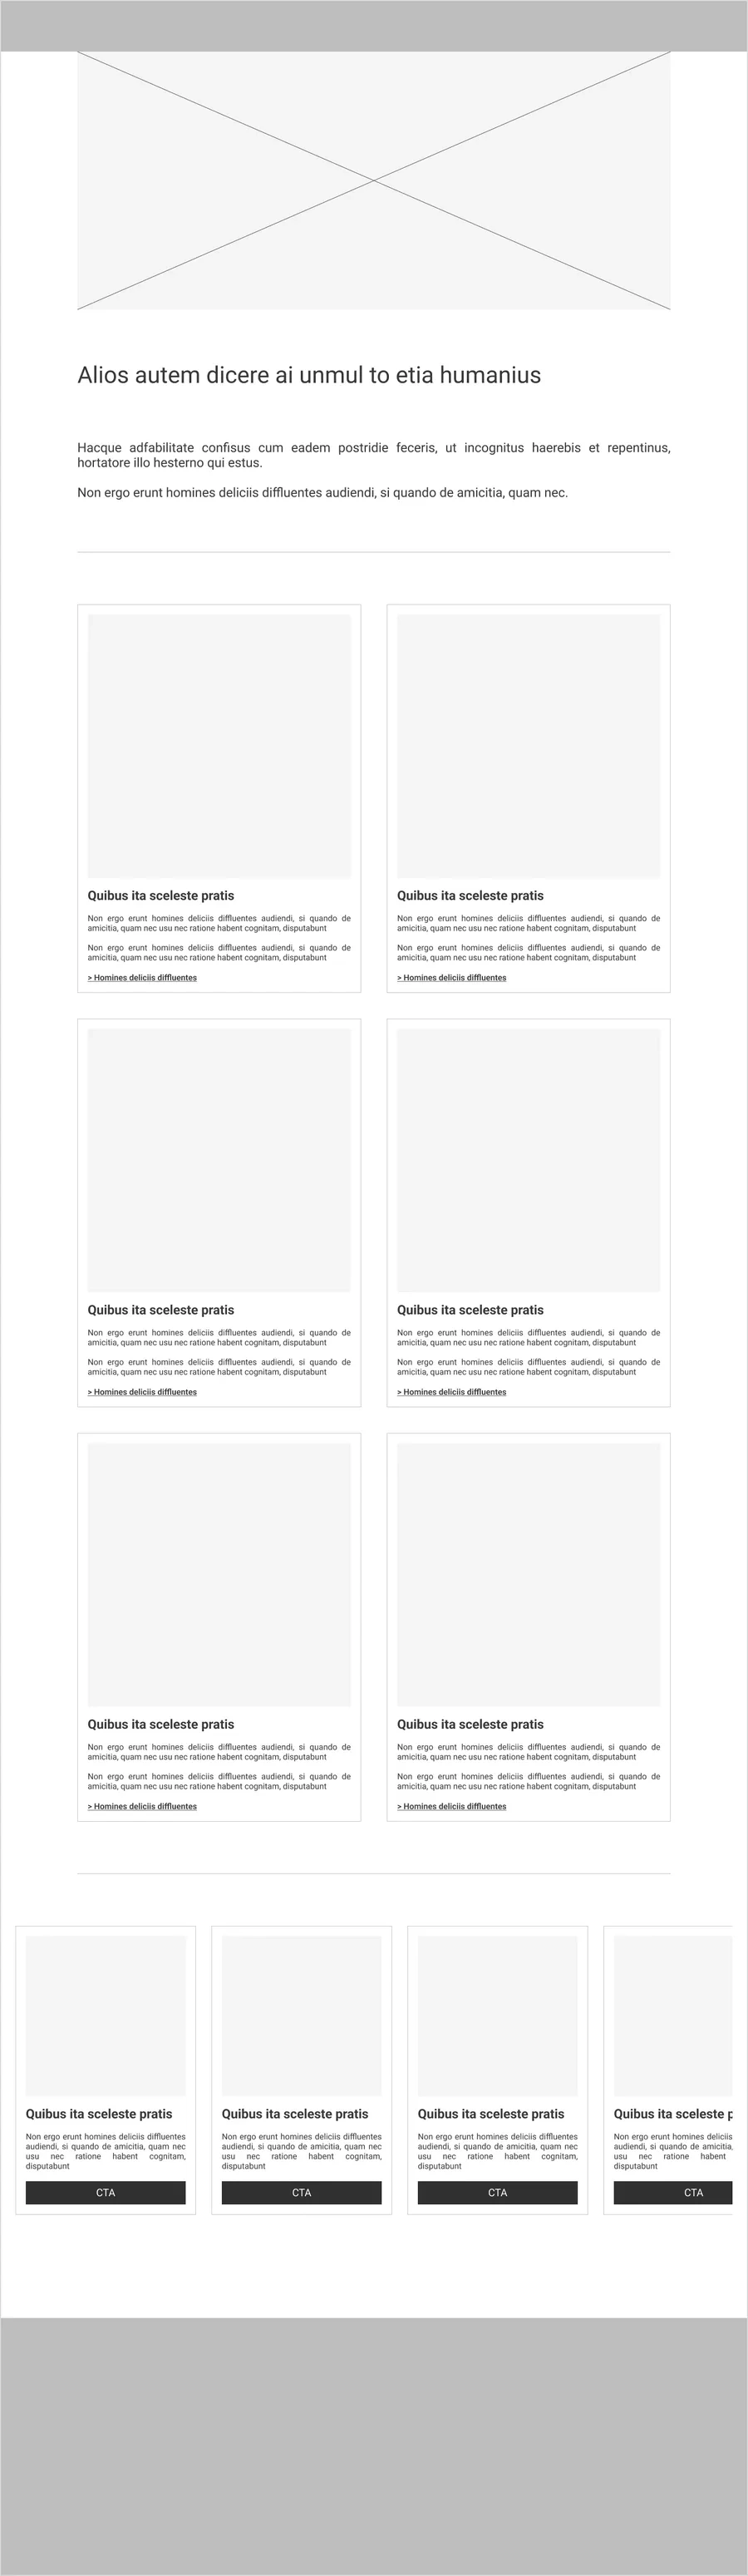 Alios autem dicere ai unmul to etia humanius
Hacque adfabilitate confisus cum eadem postridie feceris, ut incognitus haerebis et repentinus,
hortatore illo hesterno qui estus.
Non ergo erunt homines deliciis diffluentes audiendi, si quando de amicitia, quam nec.
Quibus ita sceleste pratis
Non ergo erunt homines deliciis diffluentes audiendi, si quando de
amicitia, quam nec usu nec ratione habent cognitam, disputabunt
Non ergo erunt homines deliciis diffluentes audiendi, si quando de
amicitia, quam nec usu nec ratione habent cognitam, disputabunt
> Homines deliciis diffluentes
Quibus ita sceleste pratis
Non ergo erunt homines deliciis diffluentes audiendi, si quando de
amicitia, quam nec usu nec ratione habent cognitam, disputabunt
Non ergo erunt homines deliciis diffluentes audiendi, si quando de
amicitia, quam nec usu nec ratione habent cognitam, disputabunt
> Homines deliciis diffluentes
Quibus ita sceleste pratis
Non ergo erunt homines deliciis diffluentes audiendi, si quando de
amicitia, quam nec usu nec ratione habent cognitam, disputabunt
Non ergo erunt homines deliciis diffluentes audiendi, si quando de
amicitia, quam nec usu nec ratione habent cognitam, disputabunt
> Homines deliciis diffluentes
Quibus ita sceleste pratis
Non ergo erunt homines deliciis diffluentes audiendi, si quando de
amicitia, quam nec usu nec ratione habent cognitam, disputabunt
Non ergo erunt homines deliciis diffluentes audiendi, si quando de
amicitia, quam nec usu nec ratione habent cognitam, disputabunt
> Homines deliciis diffluentes
Quibus ita sceleste pratis
Non ergo erunt homines deliciis diffluentes audiendi, si quando de
amicitia, quam nec usu nec ratione habent cognitam, disputabunt
Non ergo erunt homines deliciis diffluentes audiendi, si quando de
amicitia, quam nec usu nec ratione habent cognitam, disputabunt
> Homines deliciis diffluentes
Quibus ita sceleste pratis
Non ergo erunt homines deliciis diffluentes audiendi, si quando de
amicitia, quam nec usu nec ratione habent cognitam, disputabunt
Non ergo erunt homines deliciis diffluentes audiendi, si quando de
amicitia, quam nec usu nec ratione habent cognitam, disputabunt
> Homines deliciis diffluentes
Quibus ita sceleste pratis
Non ergo erunt homines deliciis diffluentes
audiendi, si quando de amicitia, quam nec
usu nec ratione habent cognitam,
disputabunt
CTA
Quibus ita sceleste pratis
Non ergo erunt homines deliciis diffluentes
audiendi, si quando de amicitia, quam nec
usu nec ratione habent cognitam,
disputabunt
CTA
Quibus ita sceleste pratis
Non ergo erunt homines deliciis diffluentes
audiendi, si quando de amicitia, quam nec
usu nec ratione habent cognitam,
disputabunt
CTA
Quibus ita sceleste p
Non ergo erunt homines deliciis
audiendi, si quando de amicitia,
usu nec ratione habent
disputabunt
CTA